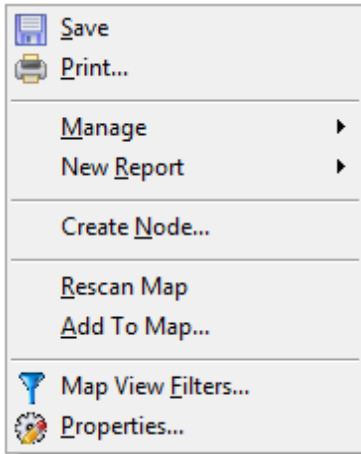 Save
Print...
Manage
New Report
Create Node...
Rescan Map
Add To Map...
Map View Filters...
Properties...